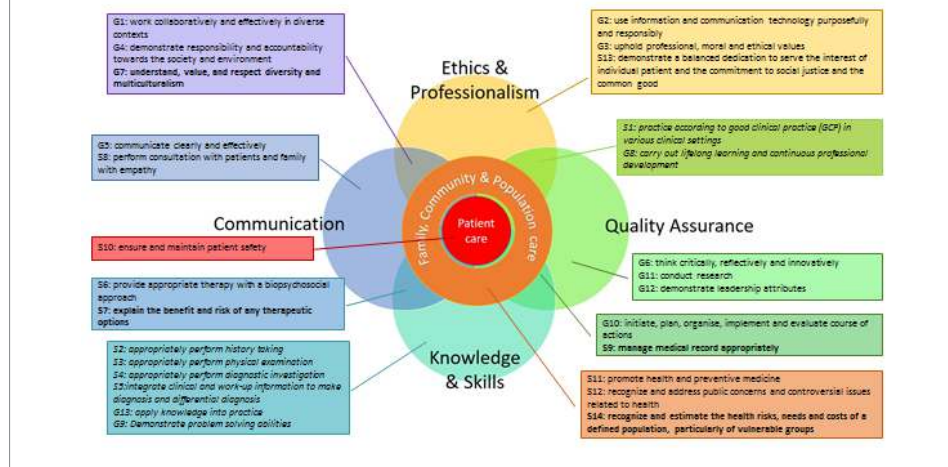 G1: work collaboratively and effectively in diverse
contexts
G4: demonstrate responsibility and accountability
towards the society and environment
G7: understand, value, and respect diversity and
multiculturalism
G2: use information and communication technology purposefully
and responsibly
G3: uphold professional, moral and ethical values
S13: demonstrate a balanced dedication to serve the interest of
individual patient and the commitment to social justice and the
common good
Ethics &
Professionalism
G5: communicate clearly and effectively
S8: perform consultation with patients and family
with empathy
S1: practice according to good clinical practice (GCP) in
various clinical settings
G8: carry out lifelong learning and continuous professional
development
Family, Community & Population care
Patient
care
Communication
Quality Assurance
S10: ensure and maintain patient safety
G6: think critically, reflectively and innovatively
G11: conduct research
G12: demonstrate leadership attributes
S6: provide appropriate therapy with a biopsychosocial
approach
S7: explain the benefit and risk of any therapeutic
options
G10: initiate, plan, organise, implement and evaluate course of
actions
S9: manage medical record appropriately
S2: appropriately perform history taking
S3: appropriately perform physical examination
S4: appropriately perform diagnostic investigation
S5:integrate clinical and work-up information to make
diagnosis and differential diagnosis
G13: apply knowledge into practice
G9: Demonstrate problem solving abilities
Knowledge
& Skills
S11: promote health and preventive medicine
S12: recognize and address public concerns and controversial issues
related to health
S14: recognize and estimate the health risks, needs and costs of a
defined population, particularly of vulnerable groups